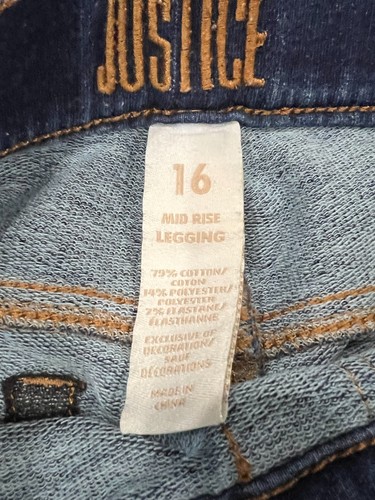 JUSTICE
16
MID RISE
LEGGING
79% COTTON/
COTON
14% POLYESTER/
POLYESTER
7% ELASTANE/
ÉLASTHANNE
EXCLUSIVE OF
DECORATION/
SAUF
DÉCORATIONS
MADE IN
CHINA